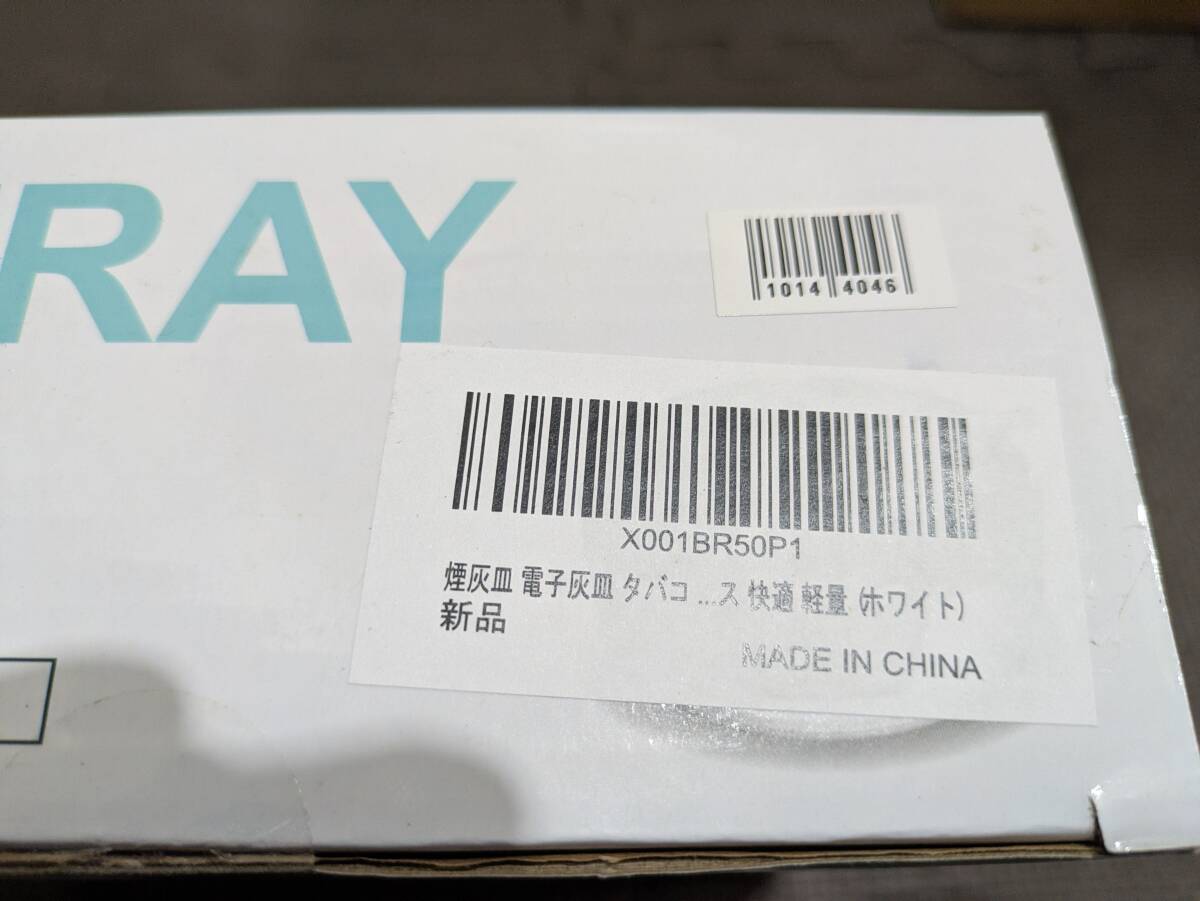 RAY
1014 4046
X001BR50P1
煙灰皿 電子灰皿 タバコ ...ス 快適 軽量 (ホワイト)
新品
MADE IN CHINA